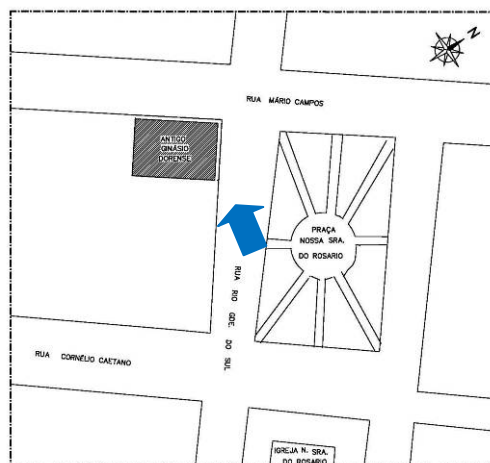 N
RUA MÁRIO CAMPOS
ANTIGO
GINÁSIO
DORENSE
PRAÇA
NOSSA SRA.
DO ROSARIO
RUA RIO GDE. DO SUL
RUA CORNÉLIO CAETANO
IGREJA N. SRA.
DO ROSARIO